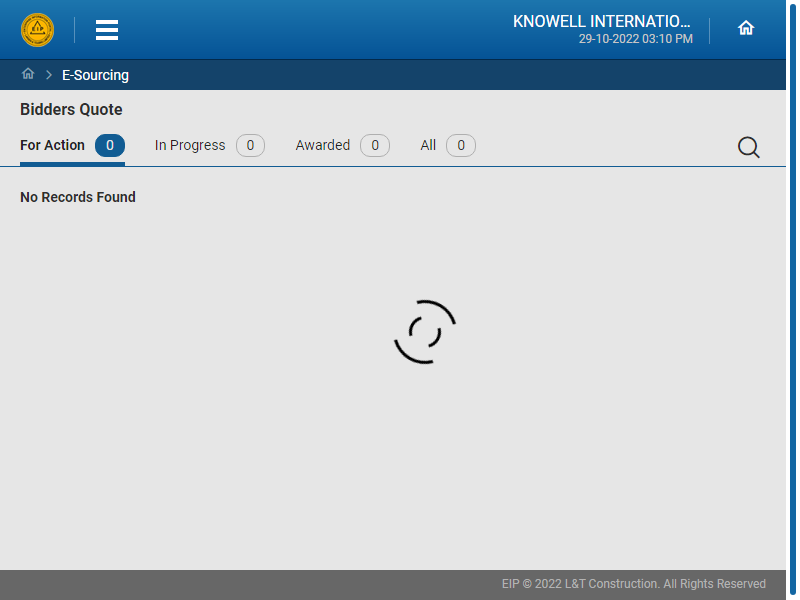 EIP
KNOWELL INTERNATIO...
29-10-2022 03:10 PM
E-Sourcing
Bidders Quote
For Action 0 In Progress 0 Awarded 0 All 0
No Records Found
EIP © 2022 L&T Construction. All Rights Reserved